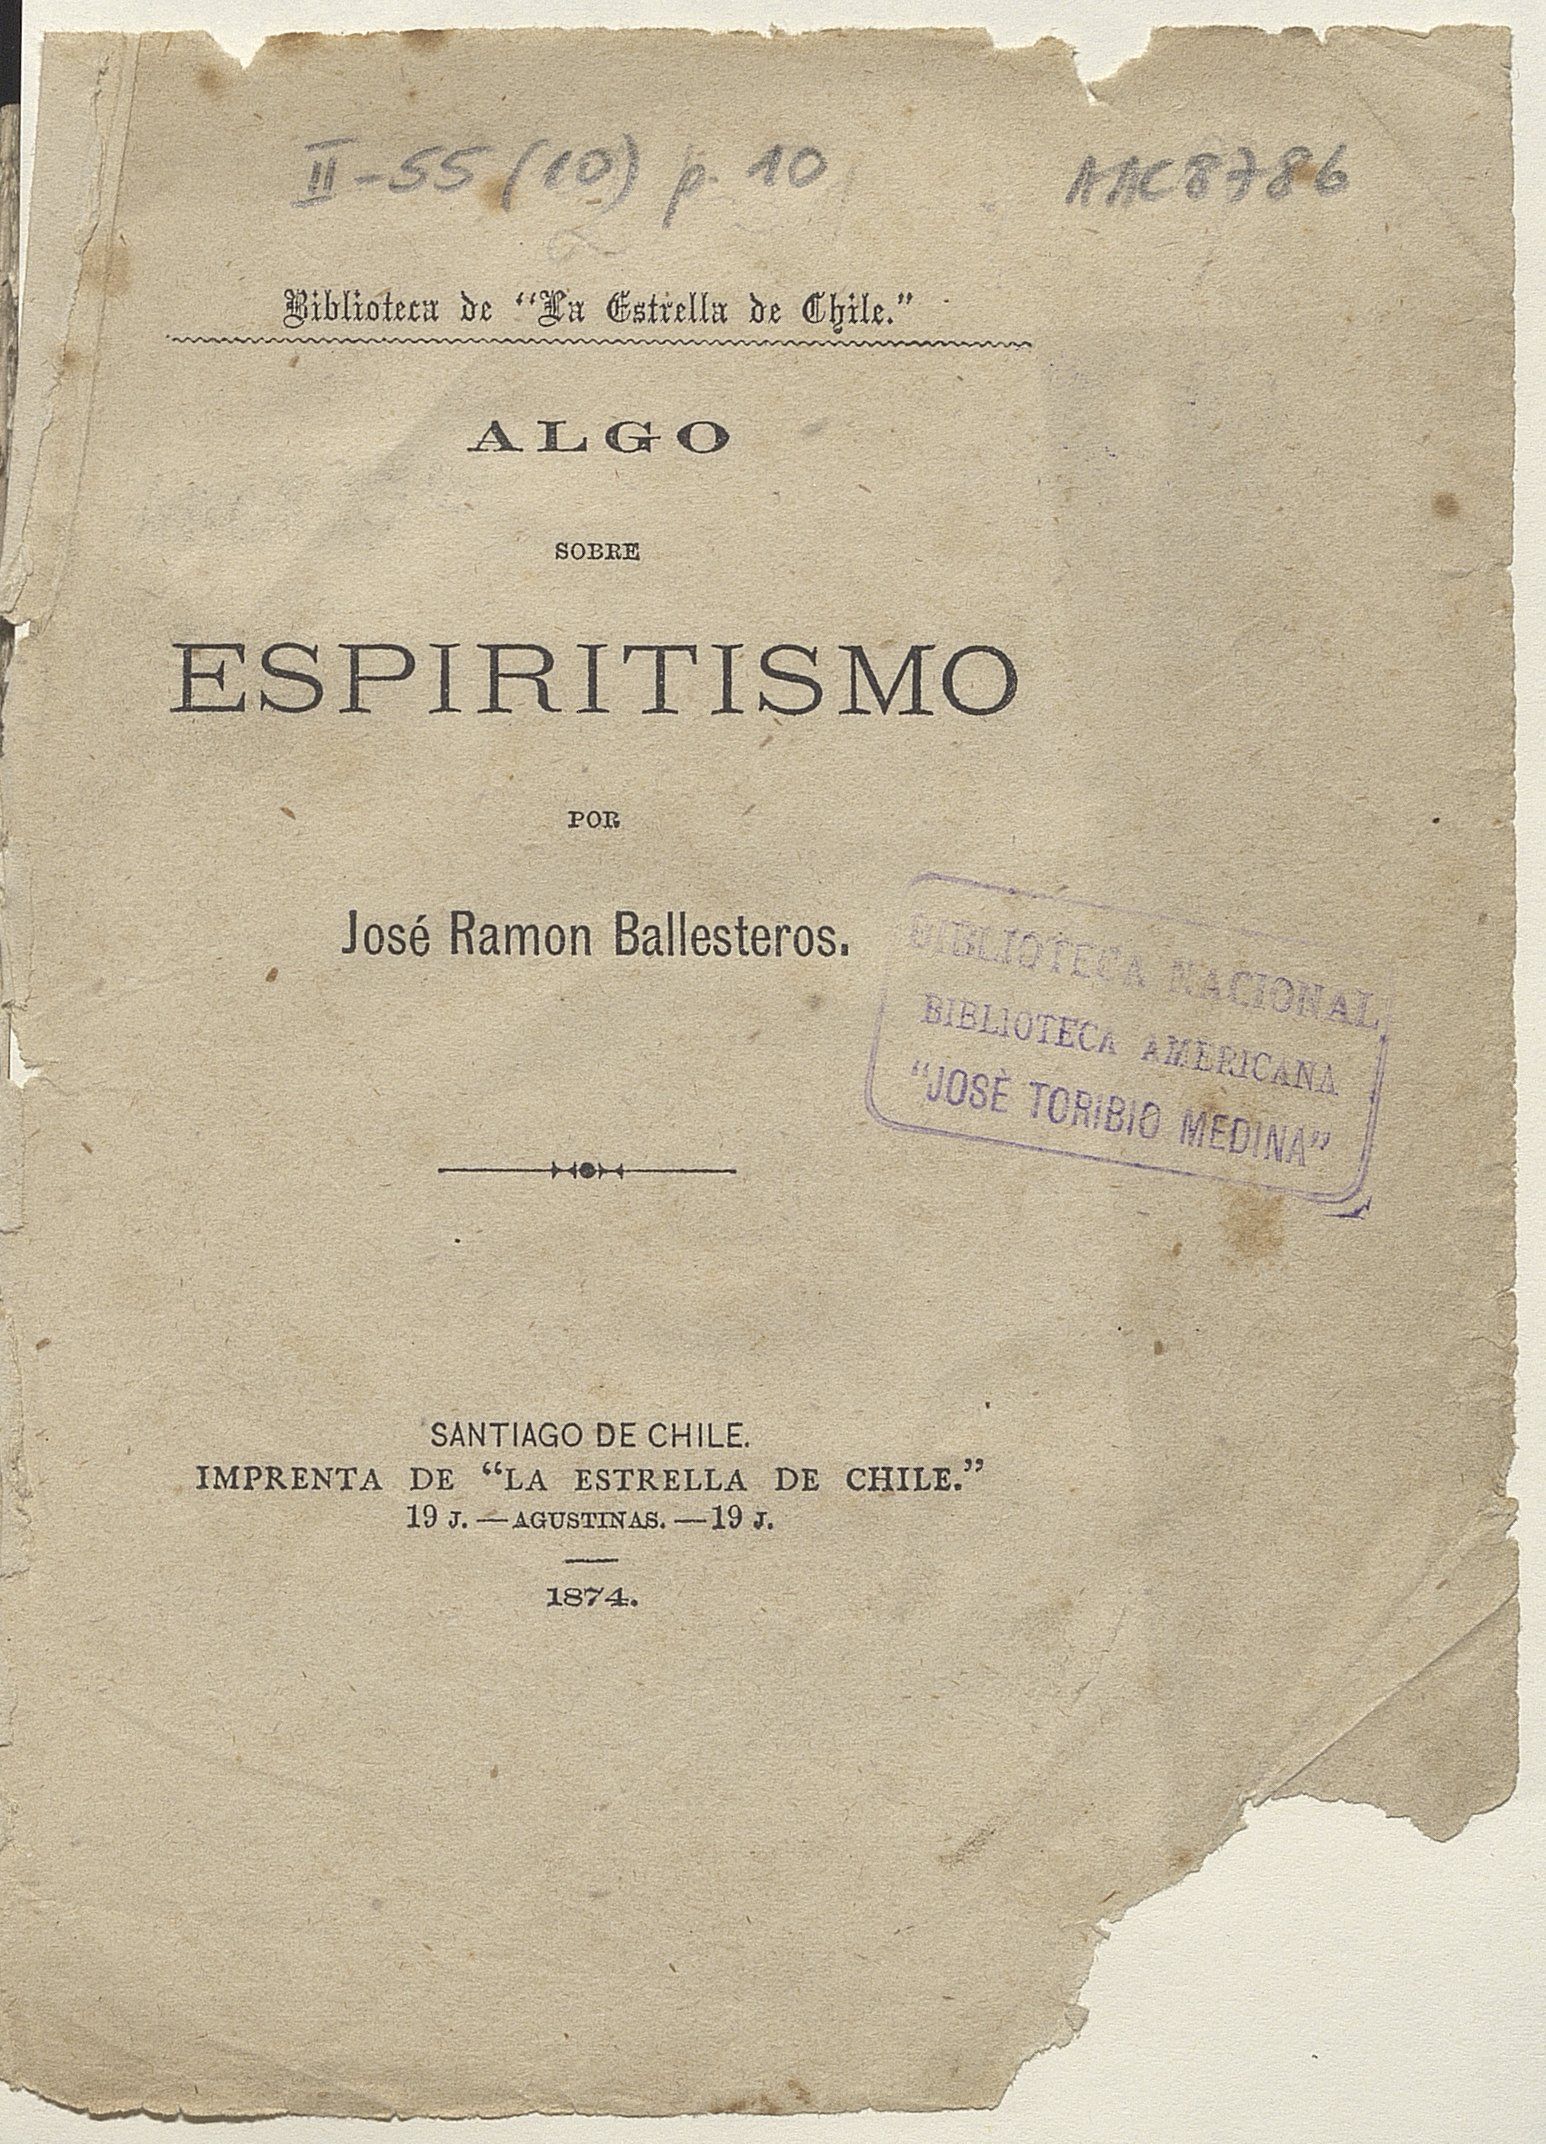 II-55 (10) p. 10
AAC8786
Biblioteca de "La Estrella de Chile."
ALGO
SOBRE
ESPIRITISMO
POR
José Ramon Ballesteros.
BIBLIOTECA NACIONAL
BIBLIOTECA AMERICANA
"JOSÈ TORIBIO MEDINA"
SANTIAGO DE CHILE.
IMPRENTA DE "LA ESTRELLA DE CHILE."
19 J.—AGUSTINAS.—19 J.
1874.